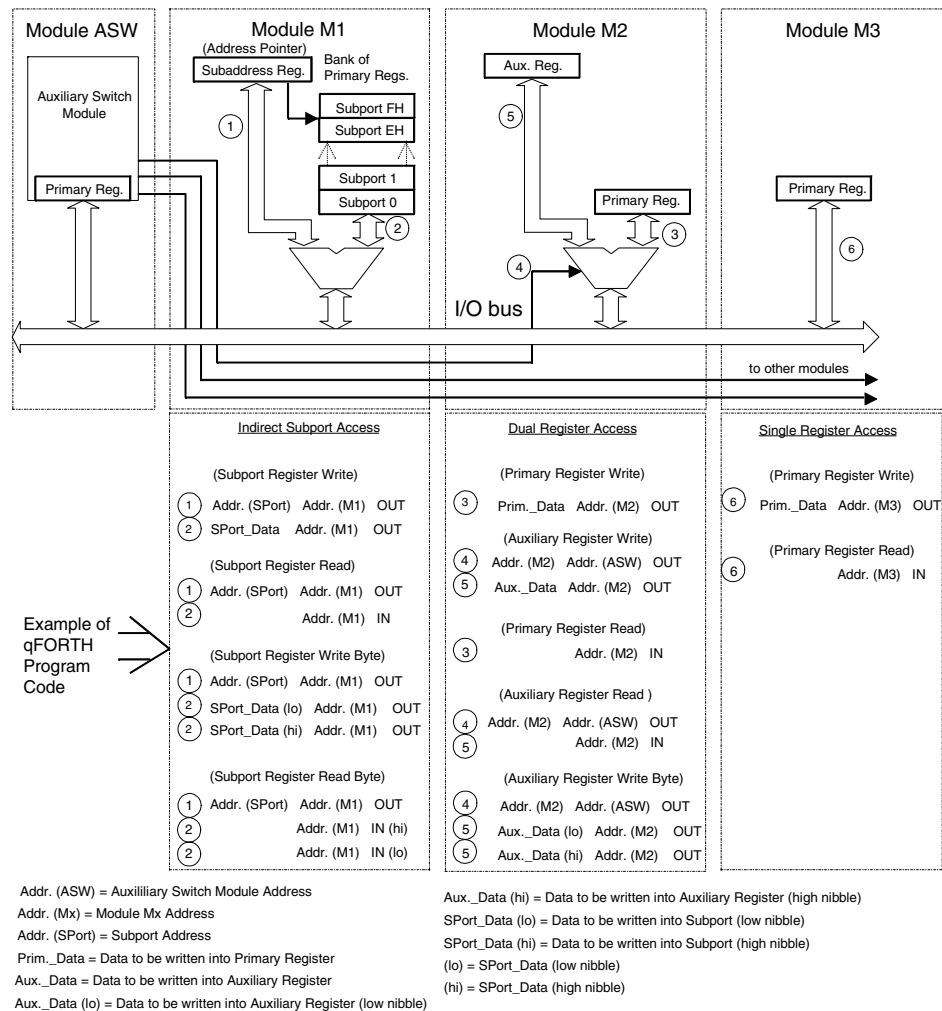 Module ASW
Auxiliary Switch
Module
Primary Reg.
Module M1
(Address Pointer)
Subaddress Reg.
Bank of
Primary Regs.
1
Subport FH
Subport EH
Subport 1
Subport 0
2
Module M2
Aux. Reg.
5
Primary Reg.
3
4
I/O bus
Module M3
Primary Reg.
6
to other modules
Example of
qFORTH
Program
Code
Indirect Subport Access
(Subport Register Write)
1 Addr. (SPort) Addr. (M1) OUT
2 SPort_Data Addr. (M1) OUT
(Subport Register Read)
1 Addr. (SPort) Addr. (M1) OUT
2 Addr. (M1) IN
(Subport Register Write Byte)
1 Addr. (SPort) Addr. (M1) OUT
2 SPort_Data (lo) Addr. (M1) OUT
2 SPort_Data (hi) Addr. (M1) OUT
(Subport Register Read Byte)
1 Addr. (SPort) Addr. (M1) OUT
2 Addr. (M1) IN (hi)
2 Addr. (M1) IN (lo)
Dual Register Access
(Primary Register Write)
3 Prim._Data Addr. (M2) OUT
(Auxiliary Register Write)
4 Addr. (M2) Addr. (ASW) OUT
5 Aux._Data Addr. (M2) OUT
(Primary Register Read)
3 Addr. (M2) IN
(Auxiliary Register Read )
4 Addr. (M2) Addr. (ASW) OUT
5 Addr. (M2) IN
(Auxiliary Register Write Byte)
4 Addr. (M2) Addr. (ASW) OUT
5 Aux._Data (lo) Addr. (M2) OUT
5 Aux._Data (hi) Addr. (M2) OUT
Single Register Access
(Primary Register Write)
6 Prim._Data Addr. (M3) OUT
(Primary Register Read)
6 Addr. (M3) IN
Addr. (ASW) = Auxililiary Switch Module Address
Addr. (Mx) = Module Mx Address
Addr. (SPort) = Subport Address
Prim._Data = Data to be written into Primary Register
Aux._Data = Data to be written into Auxiliary Register
Aux._Data (lo) = Data to be written into Auxiliary Register (low nibble)
Aux._Data (hi) = Data to be written into Auxiliary Register (high nibble)
SPort_Data (lo) = Data to be written into Subport (low nibble)
SPort_Data (hi) = Data to be written into Subport (high nibble)
(lo) = SPort_Data (low nibble)
(hi) = SPort_Data (high nibble)